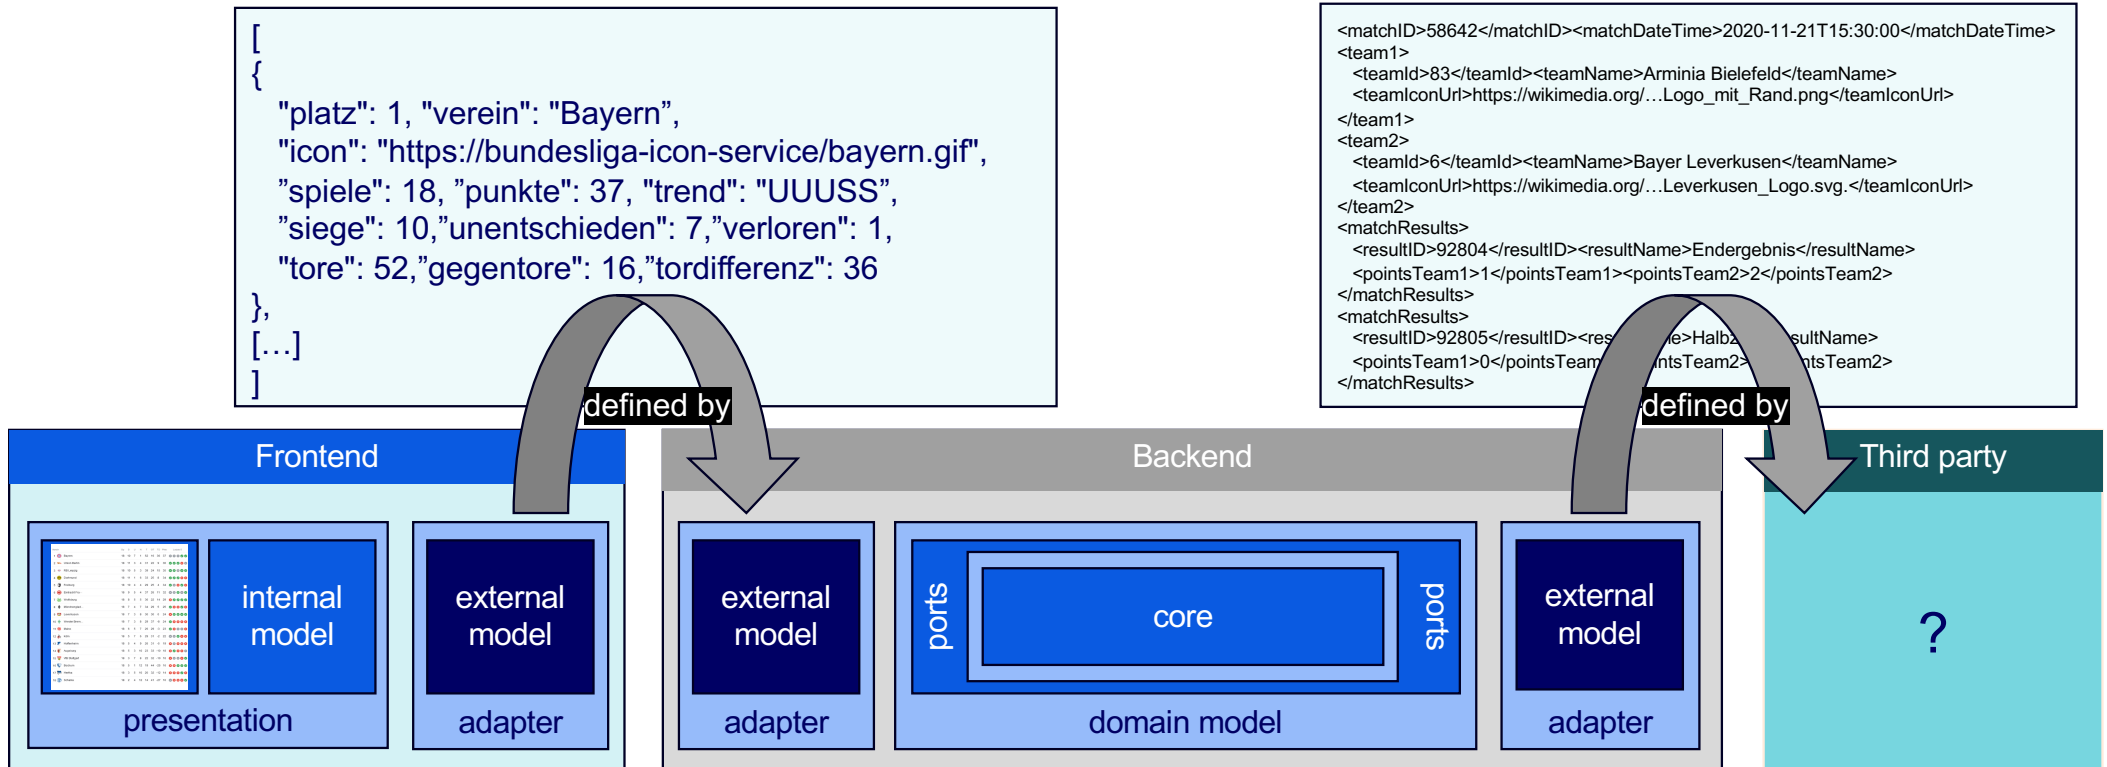 [
{
"platz": 1, "verein": "Bayern”,
"icon": "https://bundesliga-icon-service/bayern.gif",
”spiele": 18, ”punkte": 37, "trend": "UUUSS”,
”siege": 10,”unentschieden": 7,”verloren": 1,
"tore": 52,”gegentore": 16,”tordifferenz": 36
},
[…]
]
<matchID>58642</matchID><matchDateTime>2020-11-21T15:30:00</matchDateTime>
<team1>
<teamId>83</teamId><teamName>Arminia Bielefeld</teamName>
<teamIconUrl>https://wikimedia.org/…Logo_mit_Rand.png</teamIconUrl>
</team1>
<team2>
<teamId>6</teamId><teamName>Bayer Leverkusen</teamName>
<teamIconUrl>https://wikimedia.org/…Leverkusen_Logo.svg.</teamIconUrl>
</team2>
<matchResults>
<resultID>92804</resultID><resultName>Endergebnis</resultName>
<pointsTeam1>1</pointsTeam1><pointsTeam2>2</pointsTeam2>
</matchResults>
<matchResults>
<resultID>92805</resultID>
<pointsTeam1>0
</matchResults>
defined by
defined by
Frontend
Backend
Third party
internal
model
external
model
external
model
ports
core
ports
external
model
?
presentation
adapter
adapter
domain model
adapter